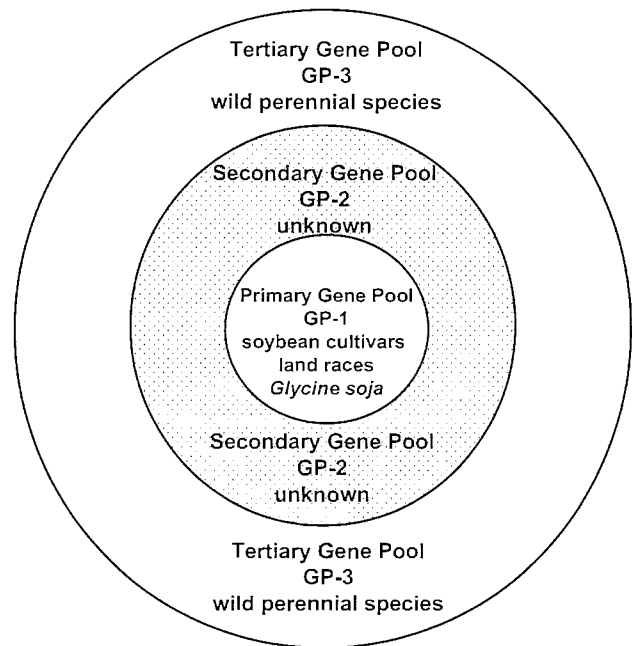 Tertiary Gene Pool
GP-3
wild perennial species
Secondary Gene Pool
GP-2
unknown
Primary Gene Pool
GP-1
soybean cultivars
land races
Glycine soja
Secondary Gene Pool
GP-2
unknown
Tertiary Gene Pool
GP-3
wild perennial species